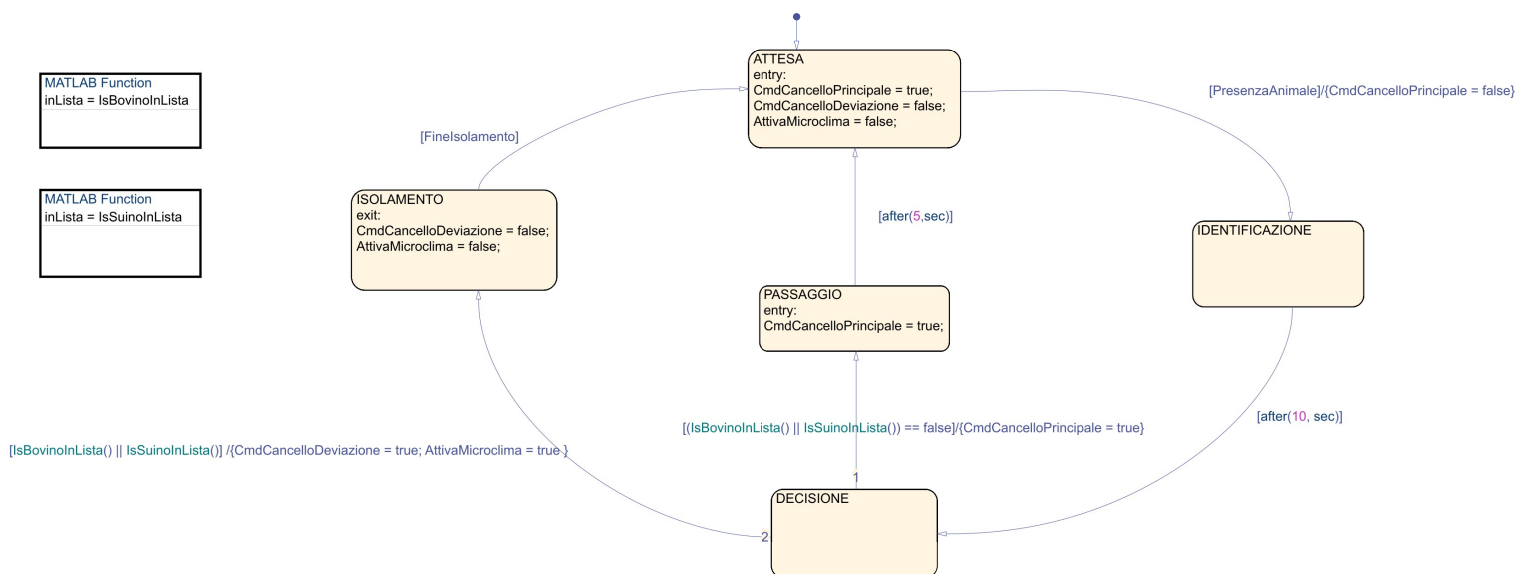 MATLAB Function
inLista = IsBovinoInLista
MATLAB Function
inLista = IsSuinoInLista
ATTESA
entry:
CmdCancelloPrincipale = true;
CmdCancelloDeviazione = false;
AttivaMicroclima = false;
[PresenzaAnimale]/{CmdCancelloPrincipale = false}
[FineIsolamento]
ISOLAMENTO
exit:
CmdCancelloDeviazione = false;
AttivaMicroclima = false;
[after(5,sec)]
IDENTIFICAZIONE
PASSAGGIO
entry:
CmdCancelloPrincipale = true;
[after(10, sec)]
[(IsBovinoInLista() || IsSuinoInLista()) == false]/{CmdCancelloPrincipale = true}
[IsBovinoInLista() || IsSuinoInLista()] /{CmdCancelloDeviazione = true; AttivaMicroclima = true }
1
DECISIONE
2